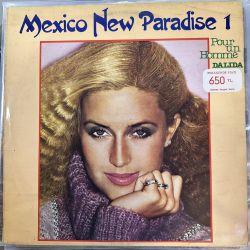 Mexico New Paradise 1
Pour
un
Homme
DALIDA
650 TL.